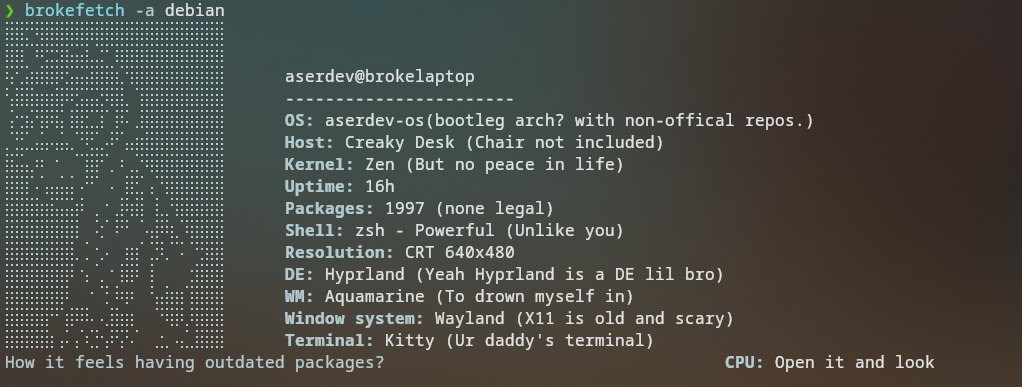 ❯ brokefetch -a debian
aserdev@brokelaptop
-----------------------
OS: aserdev-os(bootleg arch? with non-offical repos.)
Host: Creaky Desk (Chair not included)
Kernel: Zen (But no peace in life)
Uptime: 16h
Packages: 1997 (none legal)
Shell: zsh - Powerful (Unlike you)
Resolution: CRT 640x480
DE: Hyprland (Yeah Hyprland is a DE lil bro)
WM: Aquamarine (To drown myself in)
Window system: Wayland (X11 is old and scary)
Terminal: Kitty (Ur daddy's terminal)
How it feels having outdated packages? CPU: Open it and look